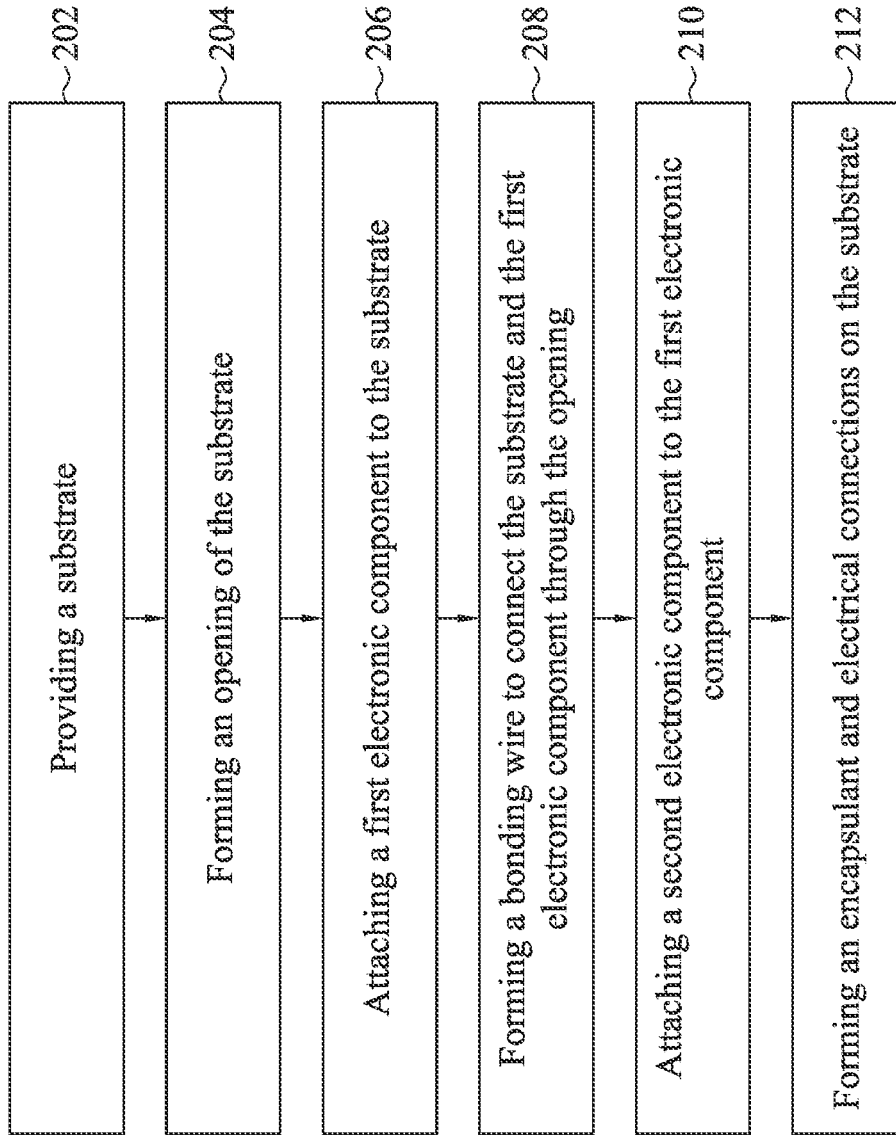 Providing a substrate
202
Forming an opening of the substrate
204
Attaching a first electronic component to the substrate
206
Forming a bonding wire to connect the substrate and the first
electronic component through the opening
208
Attaching a second electronic component to the first electronic
component
210
Forming an encapsulant and electrical connections on the substrate
212